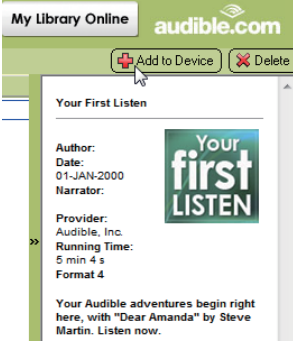 My Library Online
audible.com
Add to Device
Delete
Your First Listen
Author:
Date:
01-JAN-2000
Narrator:
Your
first
LISTEN
Provider:
Audible, Inc.
Running Time:
5 min 4 s
Format 4
»
Your Audible adventures begin right
here, with "Dear Amanda" by Steve
Martin. Listen now.